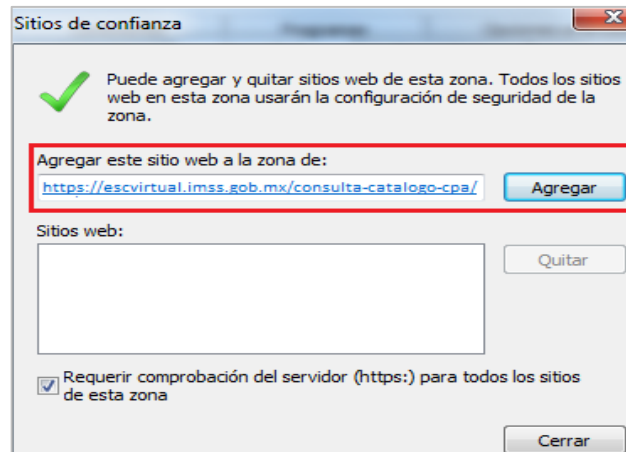 Sitios de confianza
Programas
Puede agregar y quitar sitios web de esta zona. Todos los sitios
web en esta zona usarán la configuración de seguridad de la
zona.
Agregar este sitio web a la zona de:
https://escvirtual.imss.gob.mx/consulta-catalogo-cpa/
Agregar
Sitios web:
Quitar
Requerir comprobación del servidor (https:) para todos los sitios
de esta zona
Cerrar